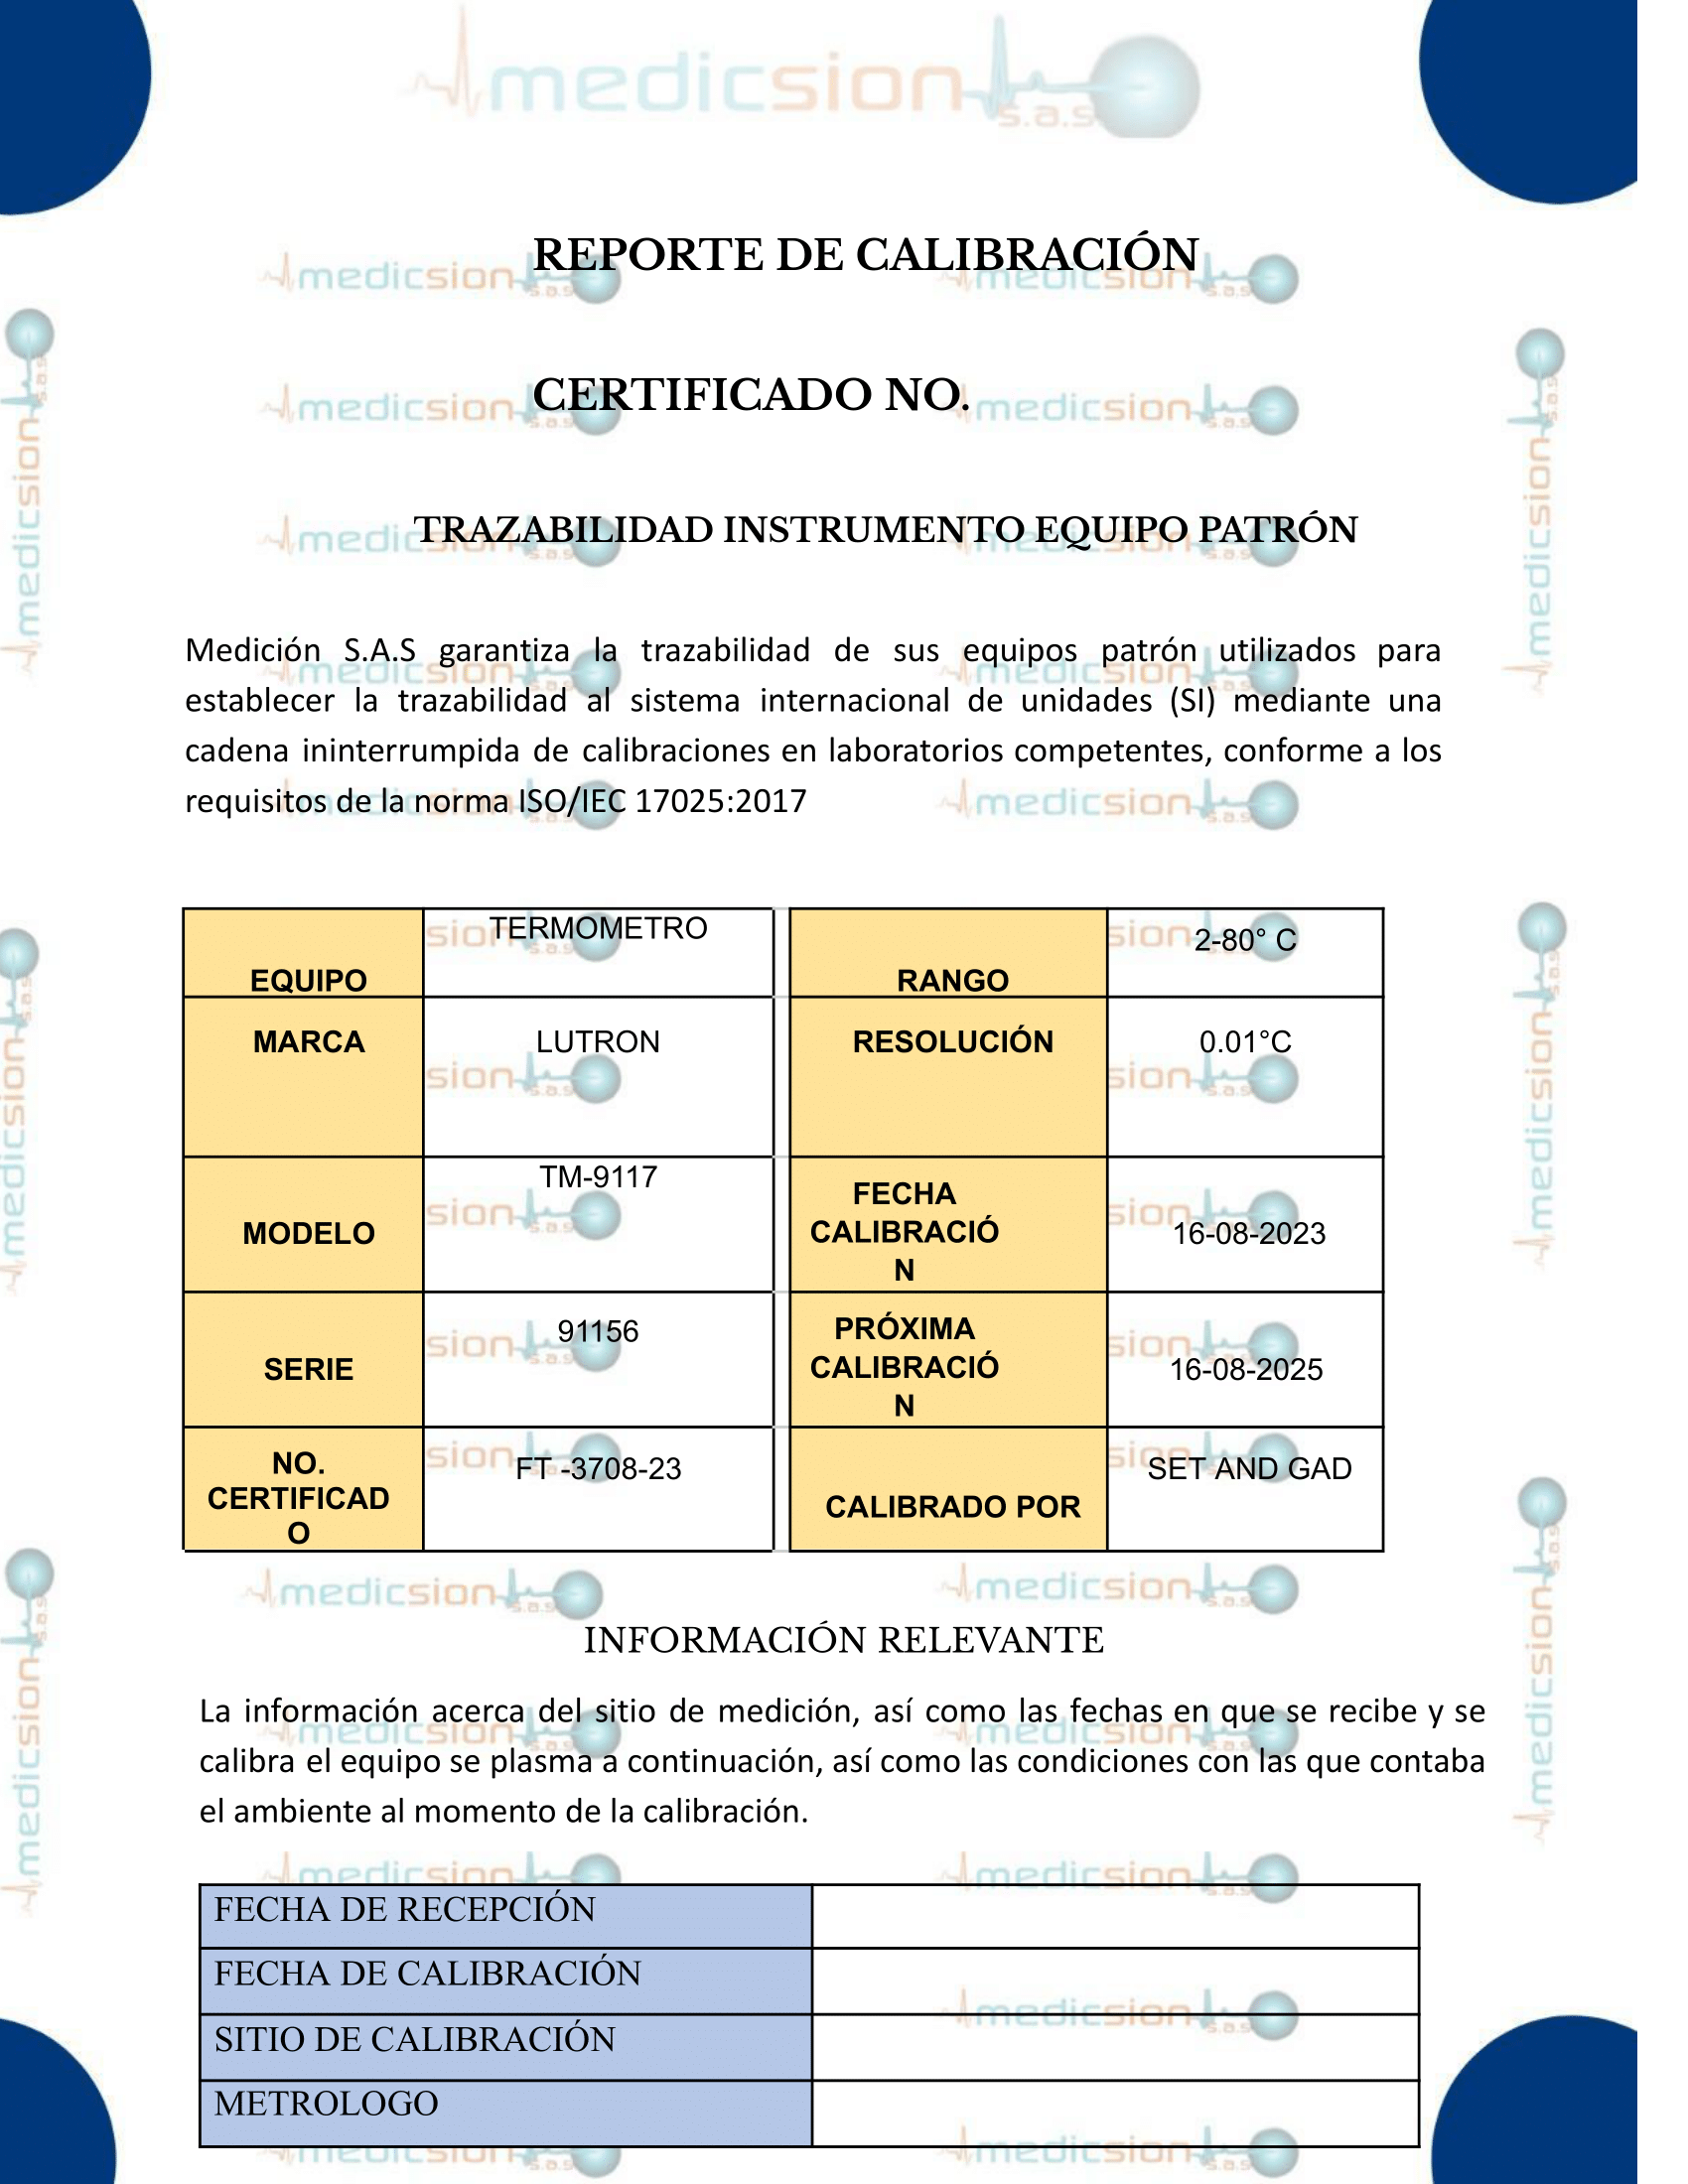 medicsion s.a.s
REPORTE DE CALIBRACIÓN
CERTIFICADO NO.
TRAZABILIDAD INSTRUMENTO EQUIPO PATRÓN
Medición S.A.S garantiza la trazabilidad de sus equipos patrón utilizados para
establecer la trazabilidad al sistema internacional de unidades (SI) mediante una
cadena ininterrumpida de calibraciones en laboratorios competentes, conforme a los
requisitos de la norma ISO/IEC 17025:2017
EQUIPO TERMOMETRO RANGO 2-80° C
MARCA LUTRON RESOLUCIÓN 0.01°C
MODELO TM-9117
FECHA
CALIBRACIÓ
N
16-08-2023
SERIE 91156
PRÓXIMA
CALIBRACIÓ
N
16-08-2025
NO.
CERTIFICAD
O
FT -3708-23
CALIBRADO POR SET AND GAD
INFORMACIÓN RELEVANTE
La información acerca del sitio de medición, así como las fechas en que se recibe y se
calibra el equipo se plasma a continuación, así como las condiciones con las que contaba
el ambiente al momento de la calibración.
FECHA DE RECEPCIÓN
FECHA DE CALIBRACIÓN
SITIO DE CALIBRACIÓN
METROLOGO